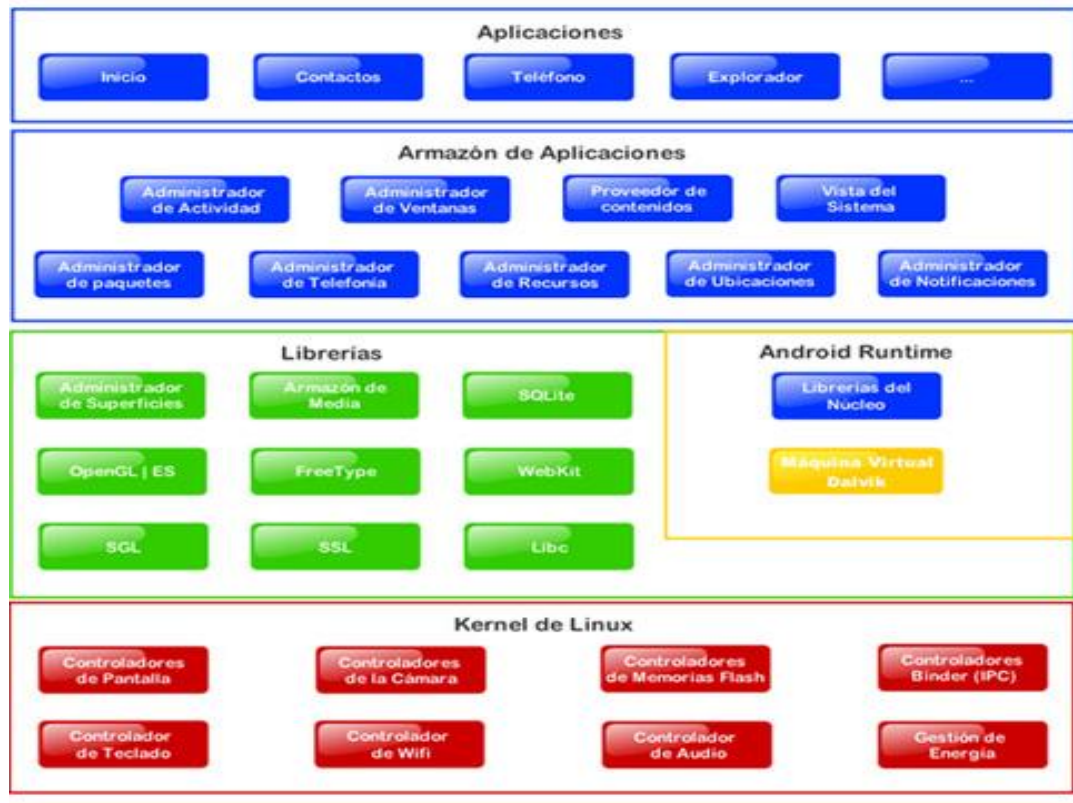 Aplicaciones
Inicio
Contactos
Teléfono
Explorador
...
Armazón de Aplicaciones
Administrador
de Actividad
Administrador
de Ventanas
Proveedor de
contenidos
Vista del
Sistema
Administrador
de paquetes
Administrador
de Telefonía
Administrador
de Recursos
Administrador
de Ubicaciones
Administrador
de Notificaciones
Librerías
Administrador
de Superficies
Armazón de
Media
SQLite
OpenGL | ES
FreeType
WebKit
SGL
SSL
Libc
Android Runtime
Librerías del
Núcleo
Máquina Virtual
Dalvik
Kernel de Linux
Controladores
de Pantalla
Controladores
de la Cámara
Controladores
de Memorias Flash
Controladores
Binder (IPC)
Controlador
de Teclado
Controlador
de Wifi
Controlador
de Audio
Gestión de
Energía